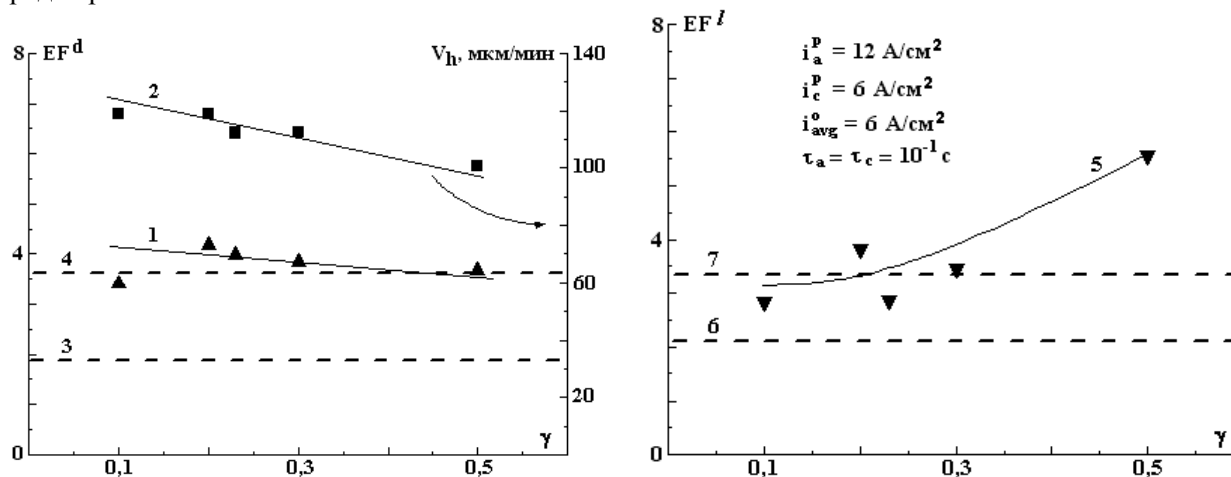 8
EF^d
V_h, мкм/мин
140
2
100
1
4
4
60
3
20
0
0,1
0,3
0,5
γ
8
EF^l
i_a^p = 12 А/см²
i_c^p = 6 А/см²
i_avg^o = 6 А/см²
τ_a = τ_c = 10^-1 с
5
4
7
6
0
0,1
0,3
0,5
γ